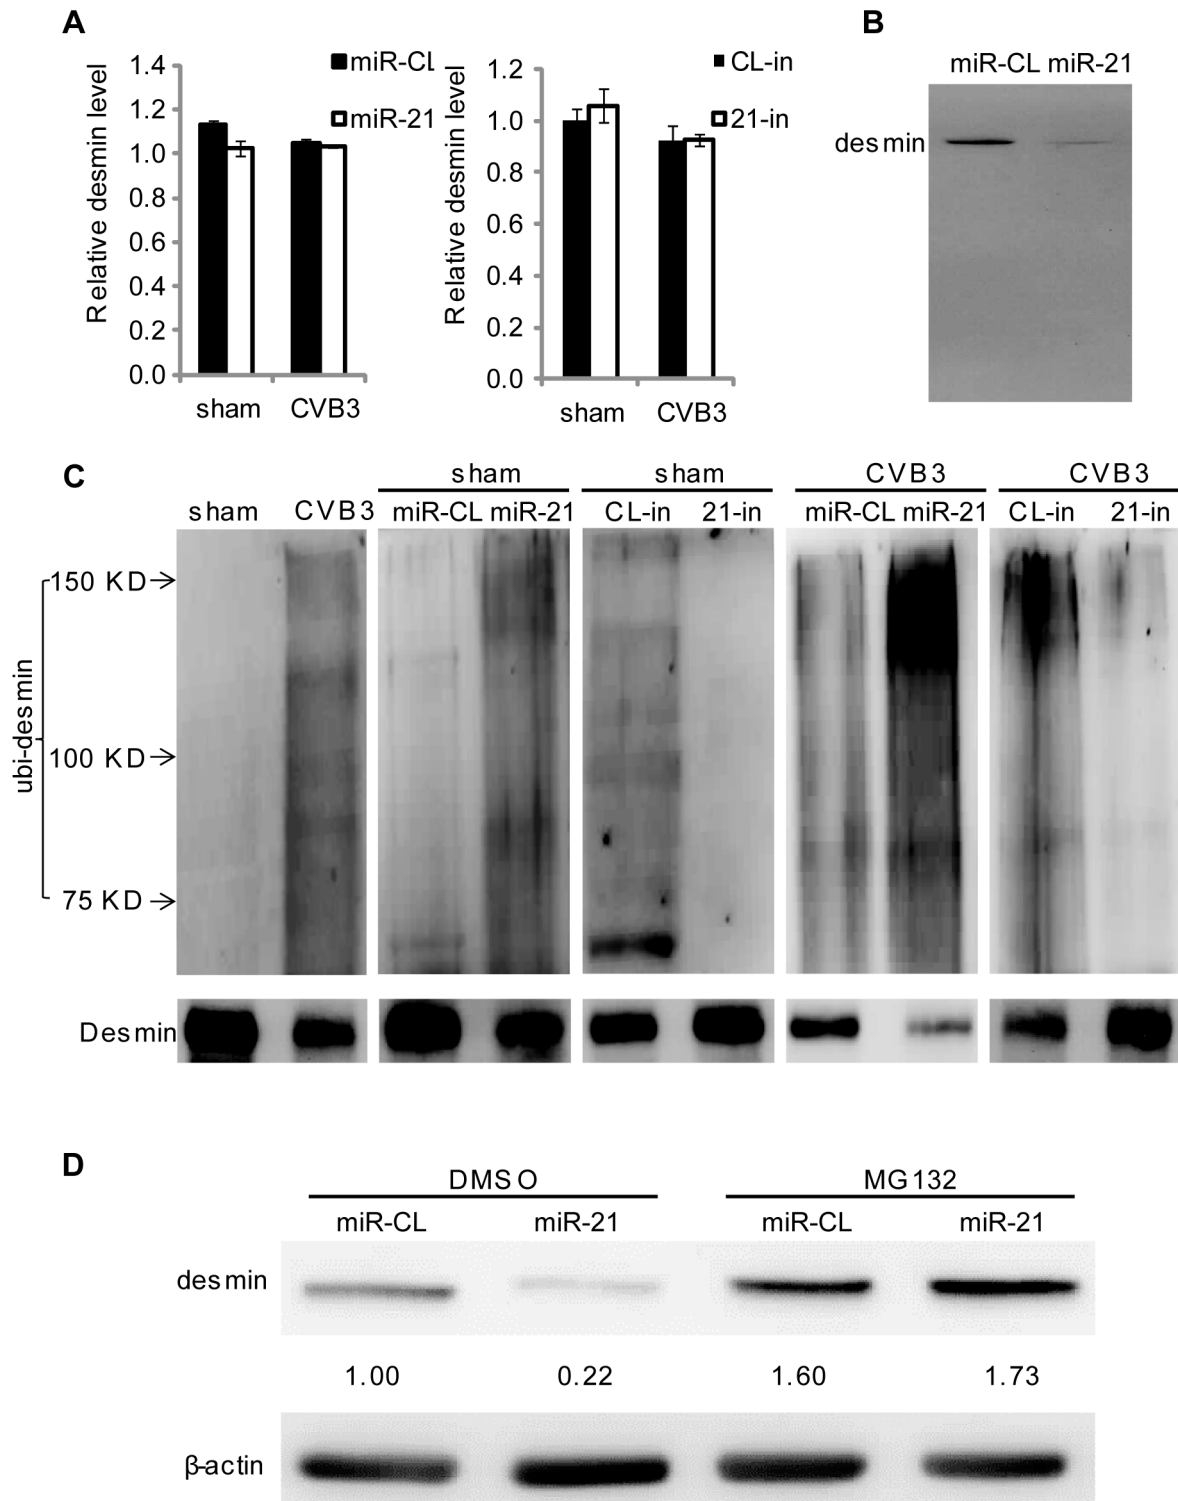 A
miR-CL
miR-21
Relative desmin level
1.4
1.2
1.0
0.8
0.6
0.4
0.2
0.0
sham CVB3
CL-in
21-in
Relative desmin level
1.2
1.0
0.8
0.6
0.4
0.2
0.0
sham CVB3
B
miR-CL miR-21
desmin
C
sham CVB3
sham
miR-CL miR-21
sham
CL-in 21-in
CVB3
miR-CL miR-21
CVB3
CL-in 21-in
ubi-desmin
150 KD
100 KD
75 KD
Desmin
D
DMSO MG132
miR-CL miR-21 miR-CL miR-21
desmin
1.00 0.22 1.60 1.73
β-actin